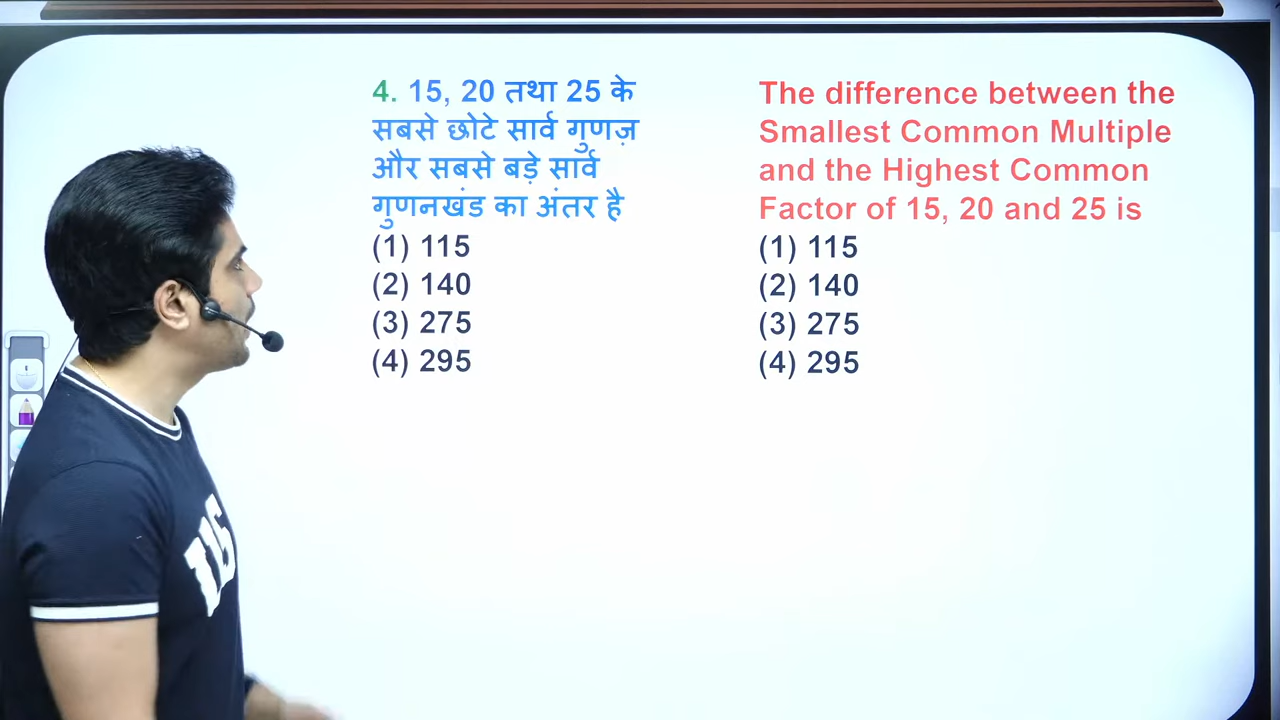 4. 15, 20 तथा 25 के
सबसे छोटे सार्व गुणज़
और सबसे बड़े सार्व
गुणनखंड का अंतर है
(1) 115
(2) 140
(3) 275
(4) 295
The difference between the
Smallest Common Multiple
and the Highest Common
Factor of 15, 20 and 25 is
(1) 115
(2) 140
(3) 275
(4) 295